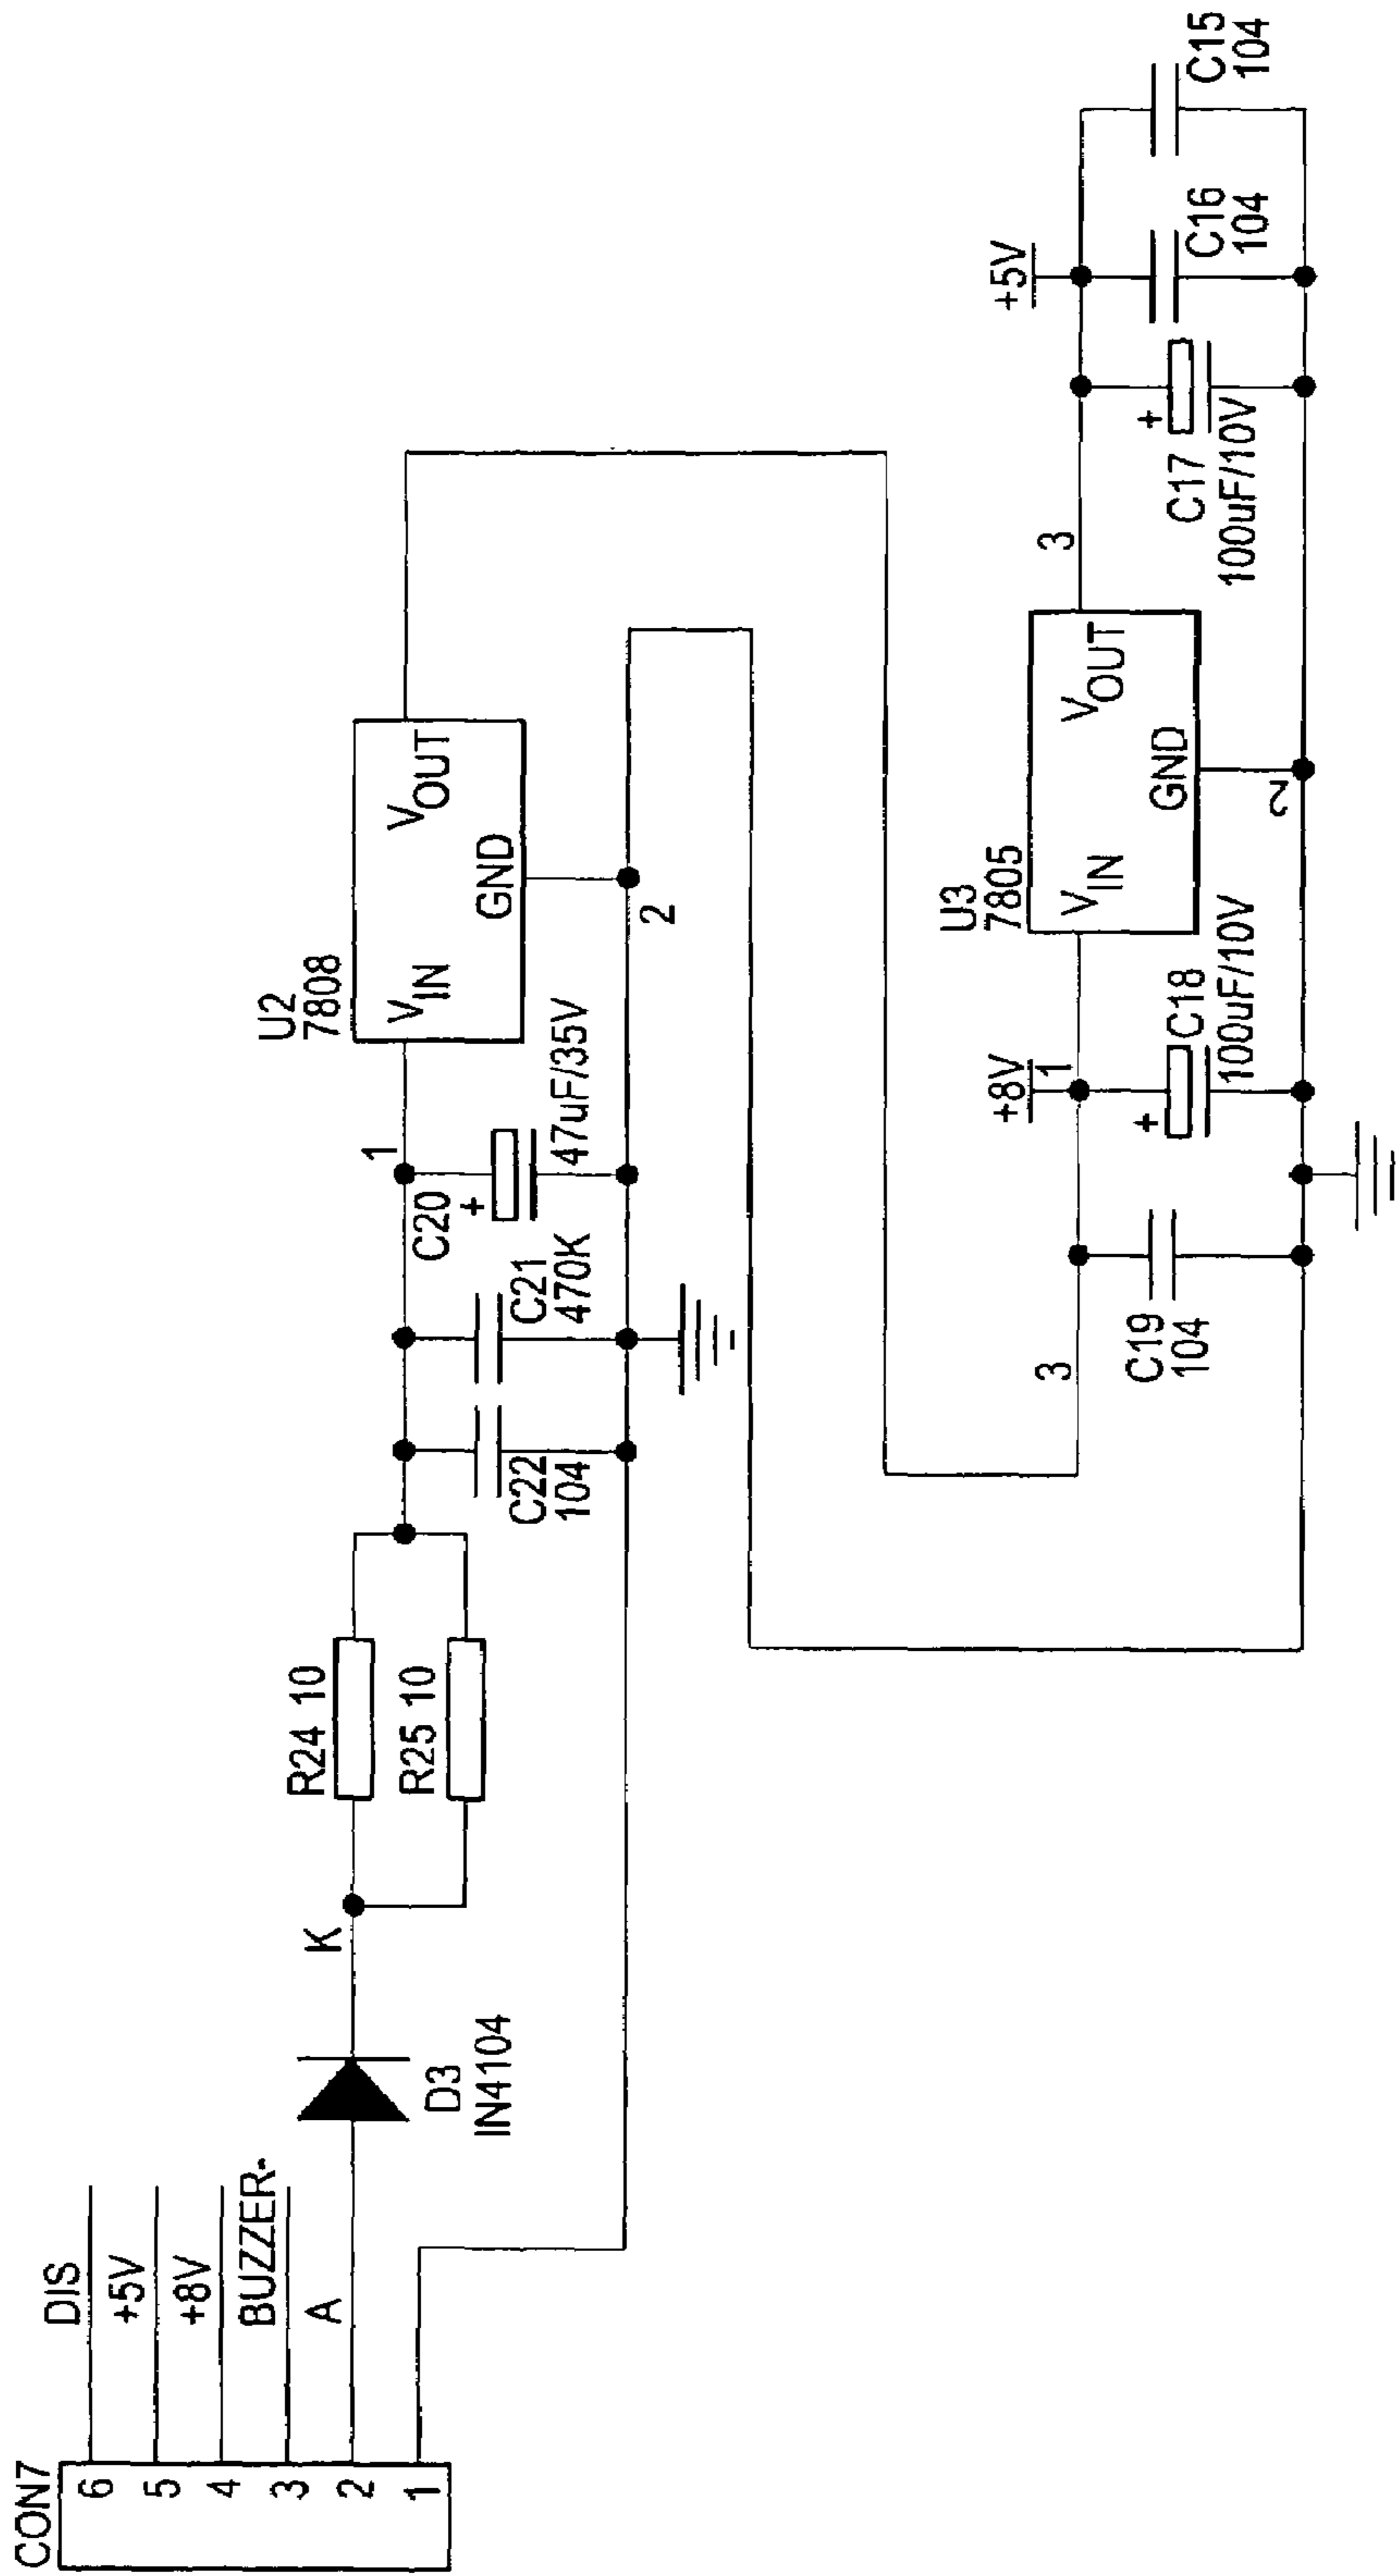 CON7
6
5
4
3
2
1
DIS
+5V
+8V
BUZZER-
A
D3
IN4104
K
R24 10
R25 10
C22
104
C21
470K
C20
+
47uF/35V
1
U2
7808
VIN
VOUT
GND
2
3
C19
104
+8V
1
+
C18
100uF/10V
U3
7805
VIN
VOUT
GND
2
3
+
C17
100uF/10V
+5V
C16
104
C15
104